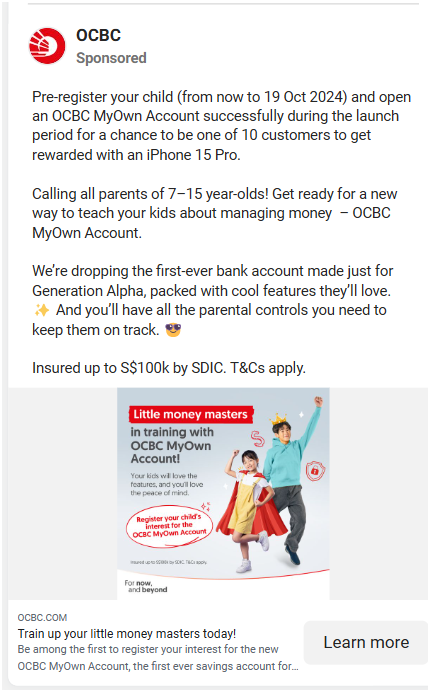 OCBC
Sponsored
Pre-register your child (from now to 19 Oct 2024) and open
an OCBC MyOwn Account successfully during the launch
period for a chance to be one of 10 customers to get
rewarded with an iPhone 15 Pro.
Calling all parents of 7–15 year-olds! Get ready for a new
way to teach your kids about managing money – OCBC
MyOwn Account.
We’re dropping the first-ever bank account made just for
Generation Alpha, packed with cool features they’ll love.
✨ And you’ll have all the parental controls you need to
keep them on track. 😎
Insured up to S$100k by SDIC. T&Cs apply.
Little money masters
in training with
OCBC MyOwn
Account!
Your kids will love the
features, and you'll love
the peace of mind.
Register your child's
interest for the
OCBC MyOwn Account
Insured up to S$100k by SDIC. T&Cs apply.
For now,
and beyond
OCBC.COM
Train up your little money masters today!
Be among the first to register your interest for the new
OCBC MyOwn Account, the first ever savings account for...
Learn more